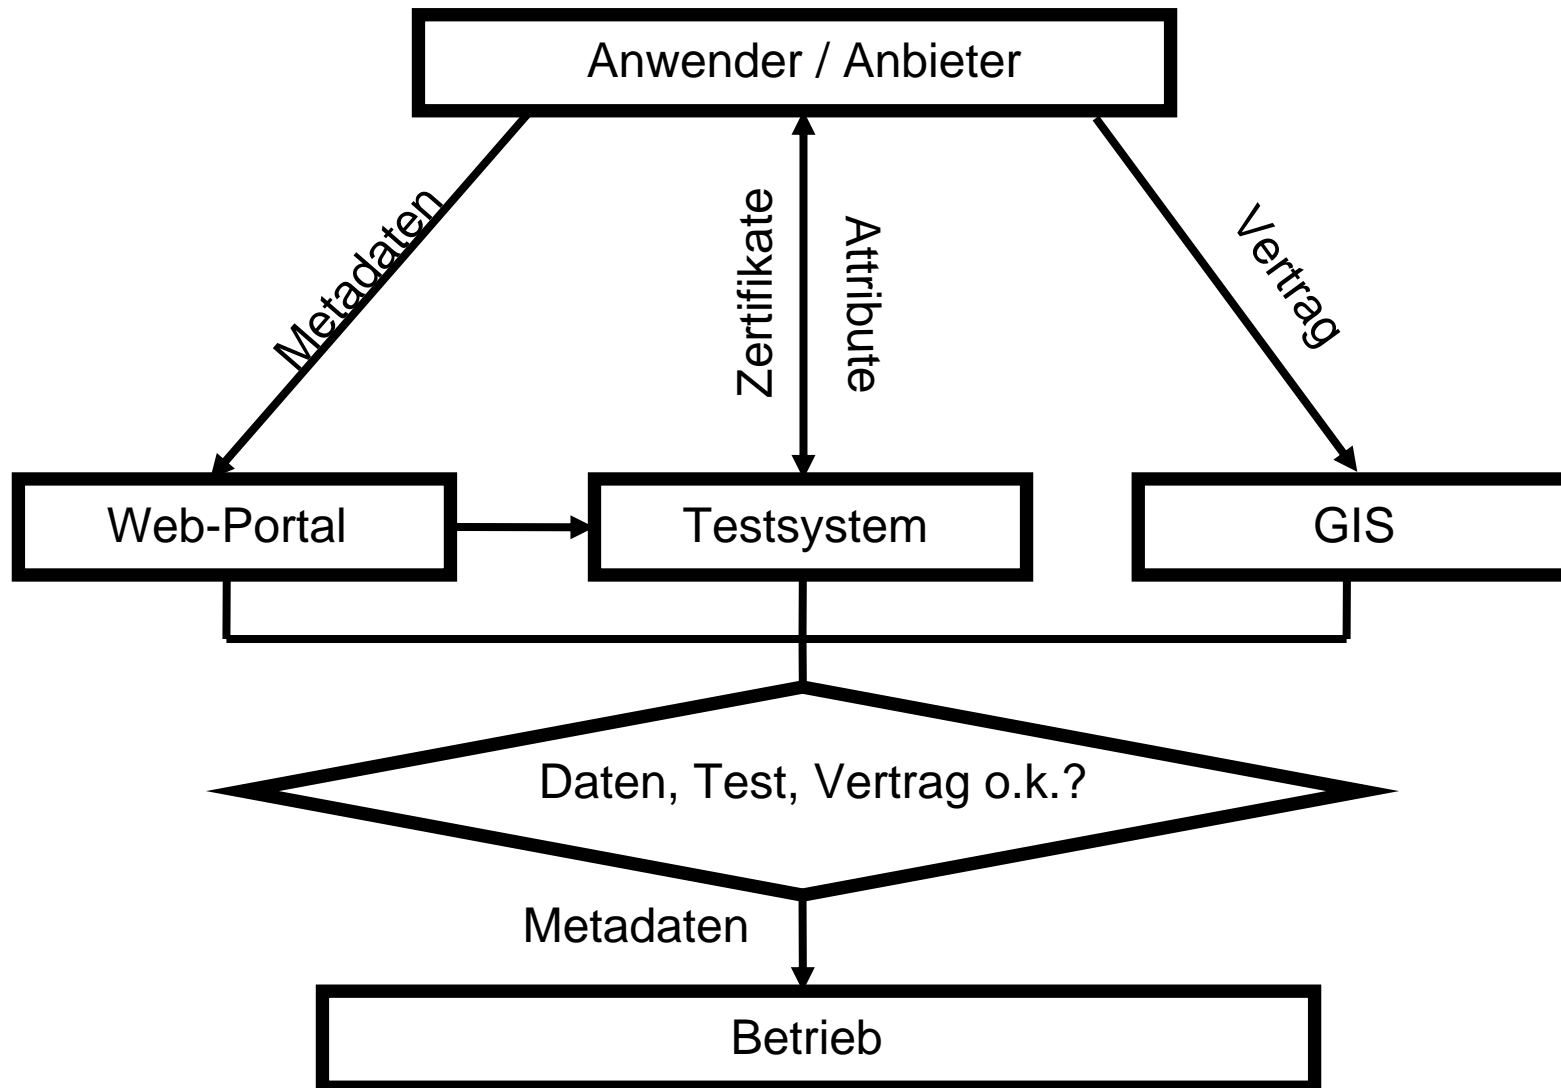 Anwender / Anbieter
Metadaten
Zertifikate
Attribute
Vertrag
Web-Portal
Testsystem
GIS
Daten, Test, Vertrag o.k.?
Metadaten
Betrieb